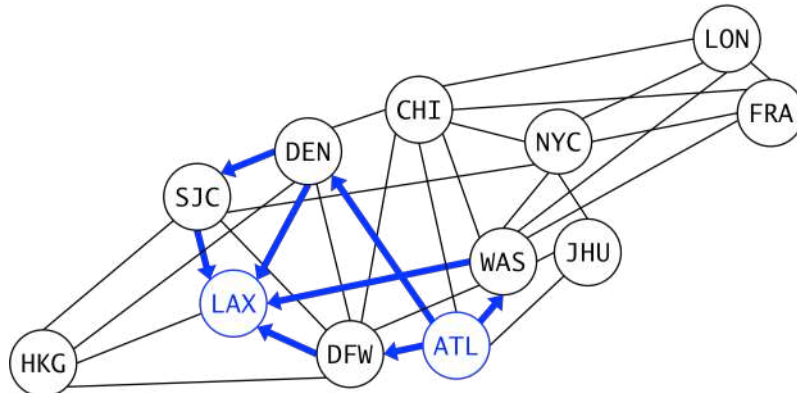 LON
CHI
FRA
NYC
DEN
SJC
WAS
JHU
LAX
DFW
ATL
HKG